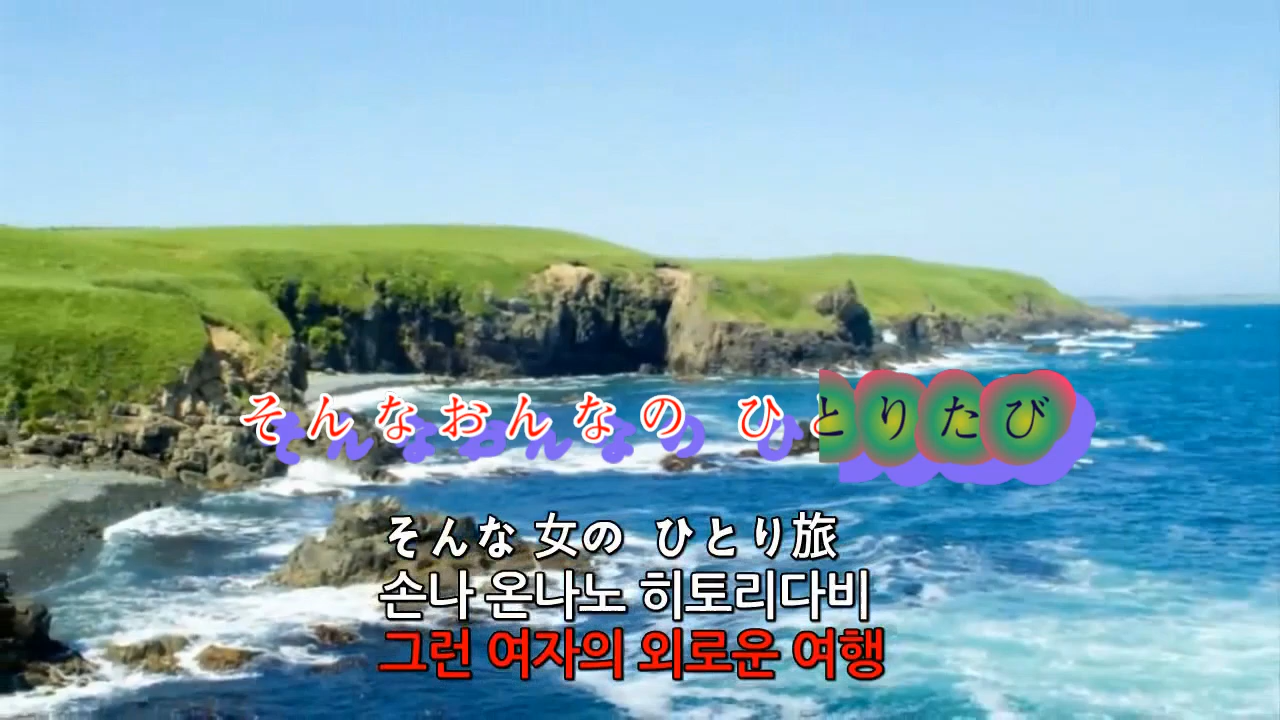 そんなおんなの ひとりたび
そんな 女の ひとり旅
손나 온나노 히토리다비
그런 여자의 외로운 여행